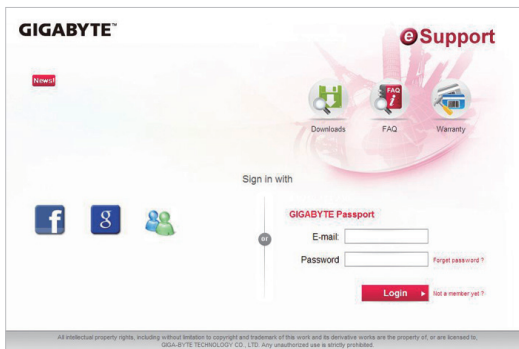 GIGABYTE™
eSupport
News!
FAQ
Downloads
FAQ
Warranty
Sign in with
g
or
GIGABYTE Passport
E-mail:
Password
Forget password ?
Login
Not a member yet ?
All intellectual property rights, including without limitation to copyright and trademark of this work and its derivative works are the property of, or are licensed to,
GIGA-BYTE TECHNOLOGY CO., LTD. Any unauthorized use is strictly prohibited.